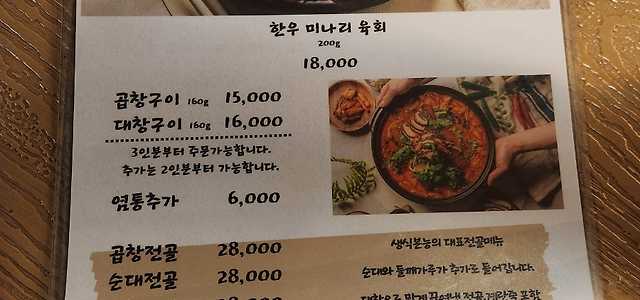 한우 미나리 육회
200g
18,000
곱창구이 160g 15,000
대창구이 160g 16,000
3인분부터 주문가능합니다.
추가는 2인분부터 가능합니다.
염통추가 6,000
곱창전골 28,000
생식본능의 대표전골메뉴
순대전골 28,000
순대와 들깨가루가 추가로 들어갑니다.